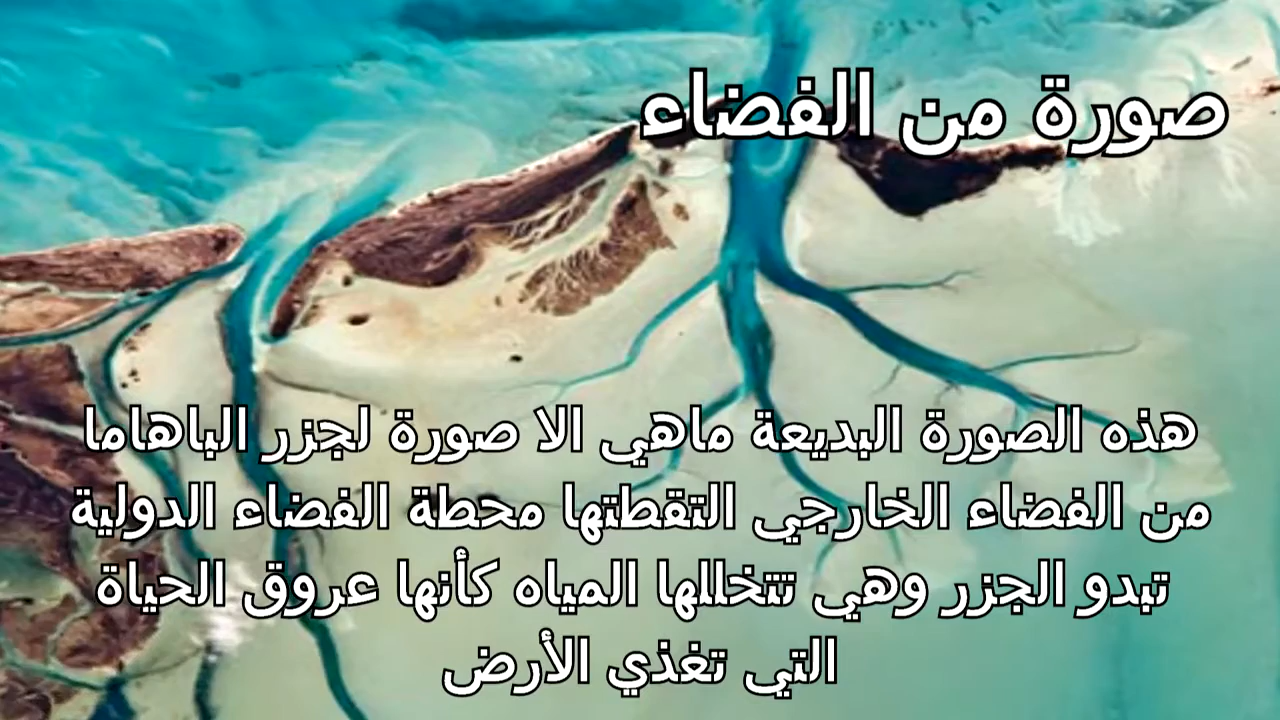 صورة من الفضاء
هذه الصورة البديعة ماهي الا صورة لجزر الباهاما
من الفضاء الخارجي التقطتها محطة الفضاء الدولية
تبدو الجزر وهي تتخللها المياه كأنها عروق الحياة
التي تغذي الأرض